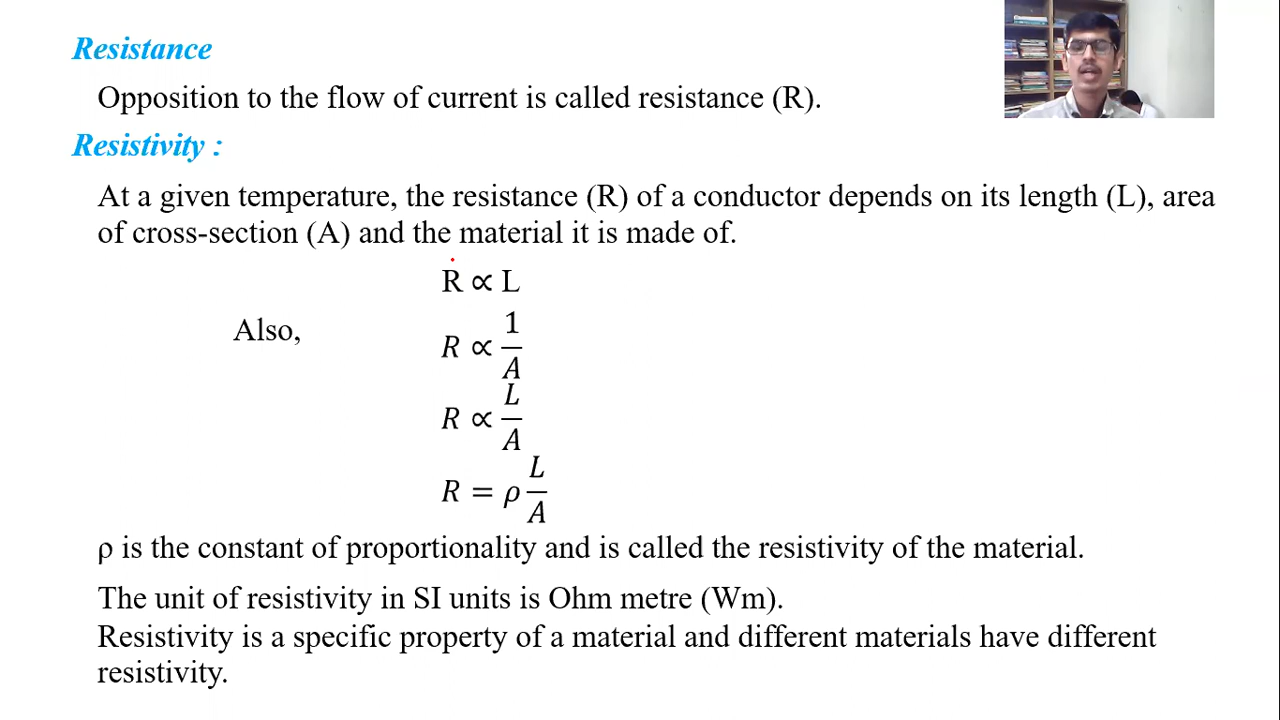 Resistance
Opposition to the flow of current is called resistance (R).
Resistivity :
At a given temperature, the resistance (R) of a conductor depends on its length (L), area
of cross-section (A) and the material it is made of.
R ∝ L
Also,
R ∝ 1/A
R ∝ L/A
R = ρ L/A
ρ is the constant of proportionality and is called the resistivity of the material.
The unit of resistivity in SI units is Ohm metre (Wm).
Resistivity is a specific property of a material and different materials have different
resistivity.